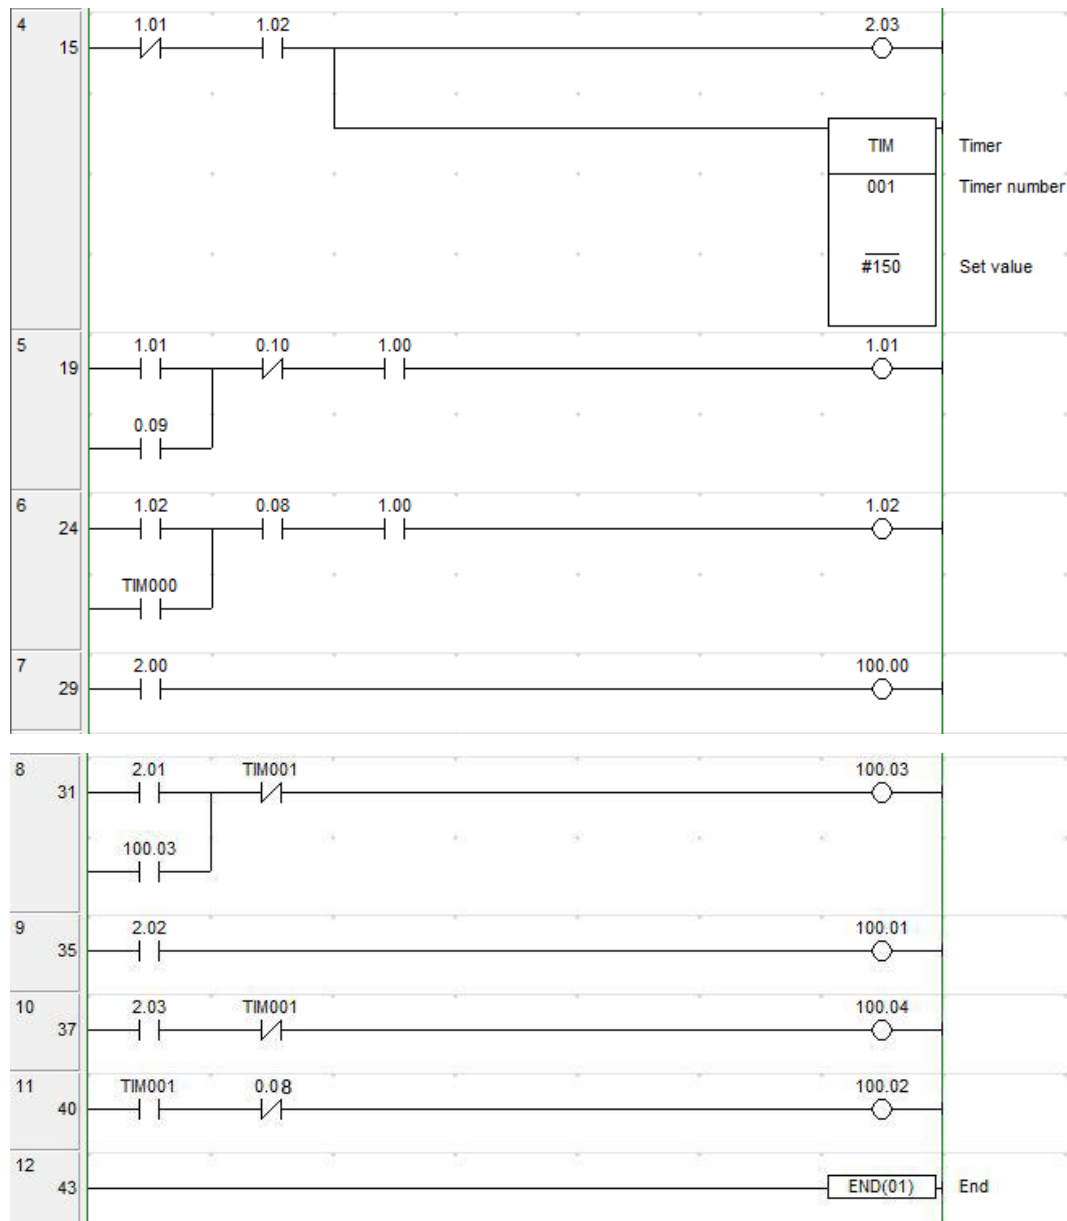 4
1.01 1.02 2.03
15
TIM Timer
001 Timer number
#150 Set value
5
1.01 0.10 1.00 1.01
19
0.09
6
1.02 0.08 1.00 1.02
24
TIM000
7
2.00 100.00
29
8
2.01 TIM001 100.03
31
100.03
9
2.02 100.01
35
10
2.03 TIM001 100.04
37
11
TIM001 0.08 100.02
40
12
43 END(01) End